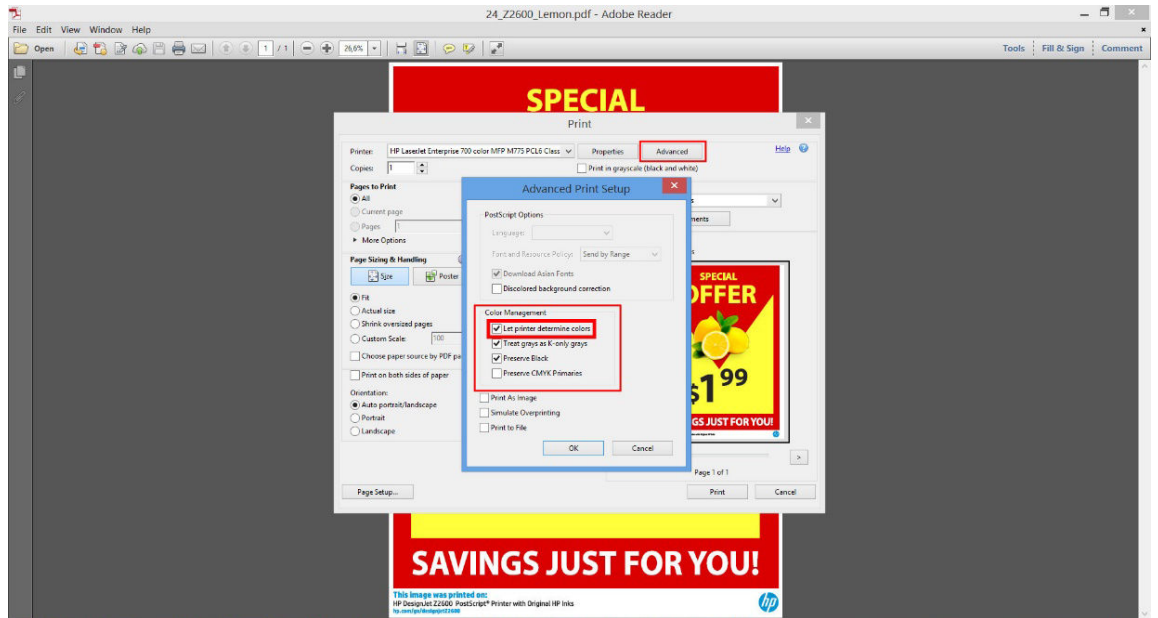 24_Z2600_Lemon.pdf - Adobe Reader
File Edit View Window Help
Open 1 / 1 26,6% Tools Fill & Sign Comment
SPECIAL
Print
Printer: HP LaserJet Enterprise 700 color MFP M775 PCL6 Class Properties Advanced Help
Copies: 1 Print in grayscale (black and white)
Pages to Print
All
Current page
Pages 1
More Options
Page Sizing & Handling
Size Poster
Fit
Actual size
Shrink oversized pages
Custom Scale: 100
Choose paper source by PDF pa
Print on both sides of paper
Orientation:
Auto portrait/landscape
Portrait
Landscape
Advanced Print Setup
PostScript Options
Language:
Font and Resource Policy: Send by Range
Download Asian Fonts
Discolored background correction
Color Management
Let printer determine colors
Treat grays as K-only grays
Preserve Black
Preserve CMYK Primaries
Print As Image
Simulate Overprinting
Print to File
OK Cancel
s
ments
s
SPECIAL
OFFER
$1 99
GS JUST FOR YOU!
>
Page 1 of 1
Page Setup... Print Cancel
SAVINGS JUST FOR YOU!
This image was printed on:
HP DesignJet Z2600 PostScript® Printer with Original HP Inks
hp.com/go/designjetZ2600
hp